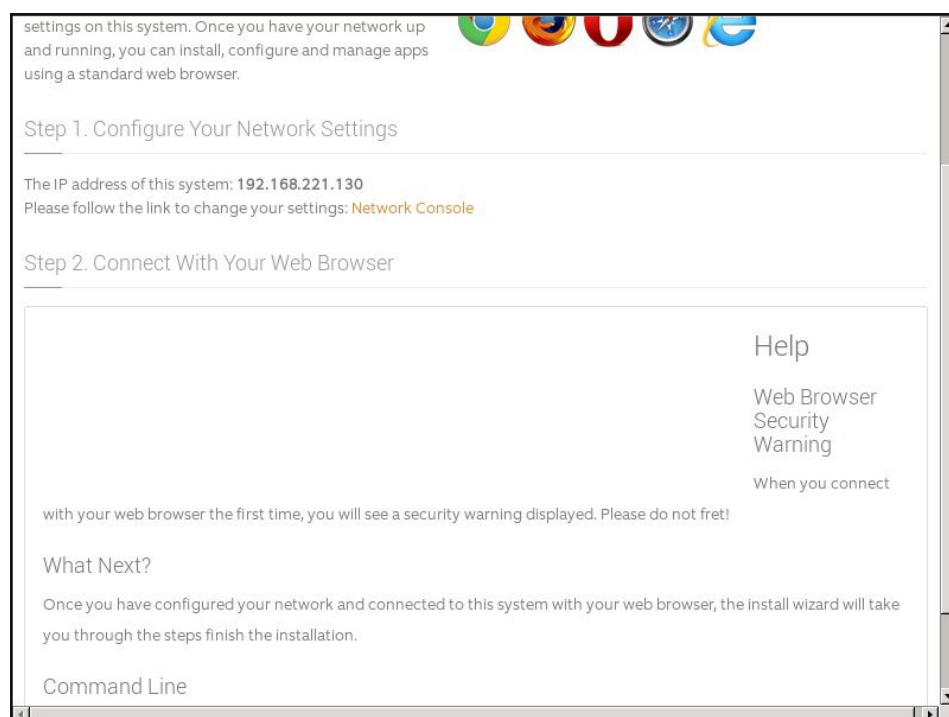 settings on this system. Once you have your network up
and running, you can install, configure and manage apps
using a standard web browser.
Step 1. Configure Your Network Settings
The IP address of this system: 192.168.221.130
Please follow the link to change your settings: Network Console
Step 2. Connect With Your Web Browser
Help
Web Browser
Security
Warning
When you connect
with your web browser the first time, you will see a security warning displayed. Please do not fret!
What Next?
Once you have configured your network and connected to this system with your web browser, the install wizard will take
you through the steps finish the installation.
Command Line